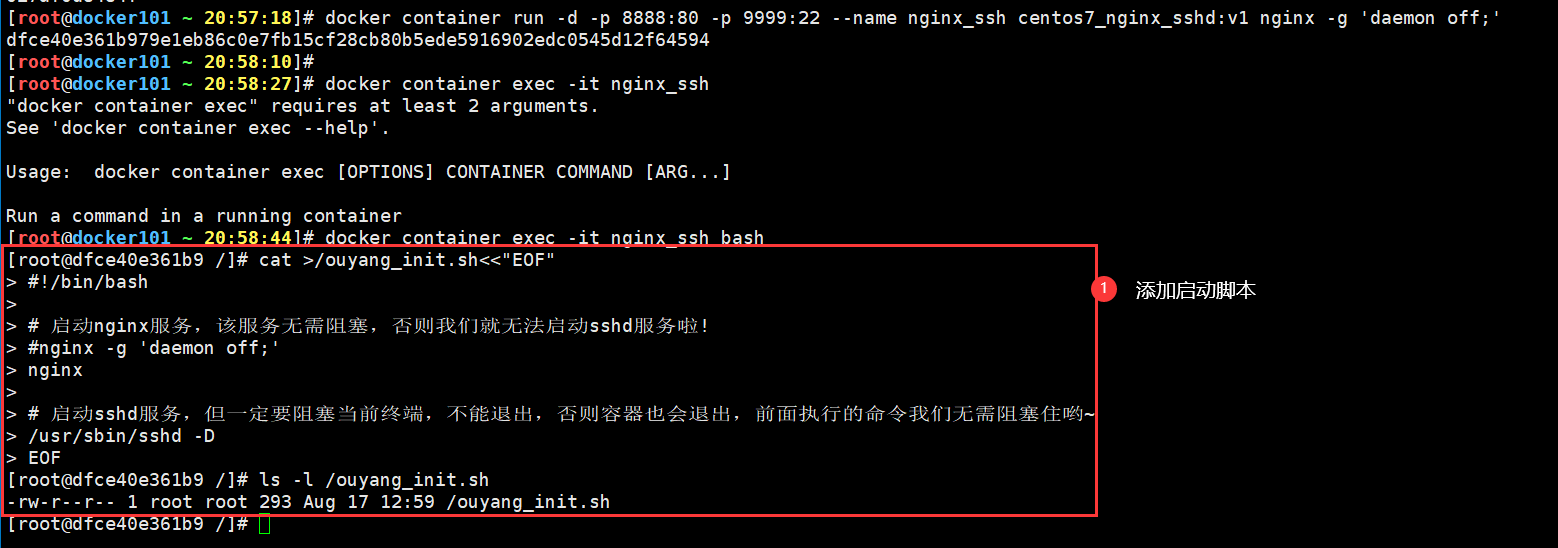 [root@docker101 ~ 20:57:18]# docker container run -d -p 8888:80 -p 9999:22 --name nginx_ssh centos7_nginx_sshd:v1 nginx -g 'daemon off;'
dfce40e361b979e1eb86c0e7fb15cf28cb80b5ede5916902edc0545d12f64594
[root@docker101 ~ 20:58:10]#
[root@docker101 ~ 20:58:27]# docker container exec -it nginx_ssh
"docker container exec" requires at least 2 arguments.
See 'docker container exec --help'.
Usage:  docker container exec [OPTIONS] CONTAINER COMMAND [ARG...]
Run a command in a running container
[root@docker101 ~ 20:58:44]# docker container exec -it nginx_ssh bash
[root@dfce40e361b9 /]# cat >/ouyang_init.sh<<"EOF"
> #!/bin/bash
1 添加启动脚本
>
> # 启动nginx服务，该服务无需阻塞，否则我们就无法启动sshd服务啦!
> #nginx -g 'daemon off;'
> nginx
>
> # 启动sshd服务，但一定要阻塞当前终端，不能退出，否则容器也会退出，前面执行的命令我们无需阻塞住哟~
> /usr/sbin/sshd -D
> EOF
[root@dfce40e361b9 /]# ls -l /ouyang_init.sh
-rw-r--r-- 1 root root 293 Aug 17 12:59 /ouyang_init.sh
[root@dfce40e361b9 /]#